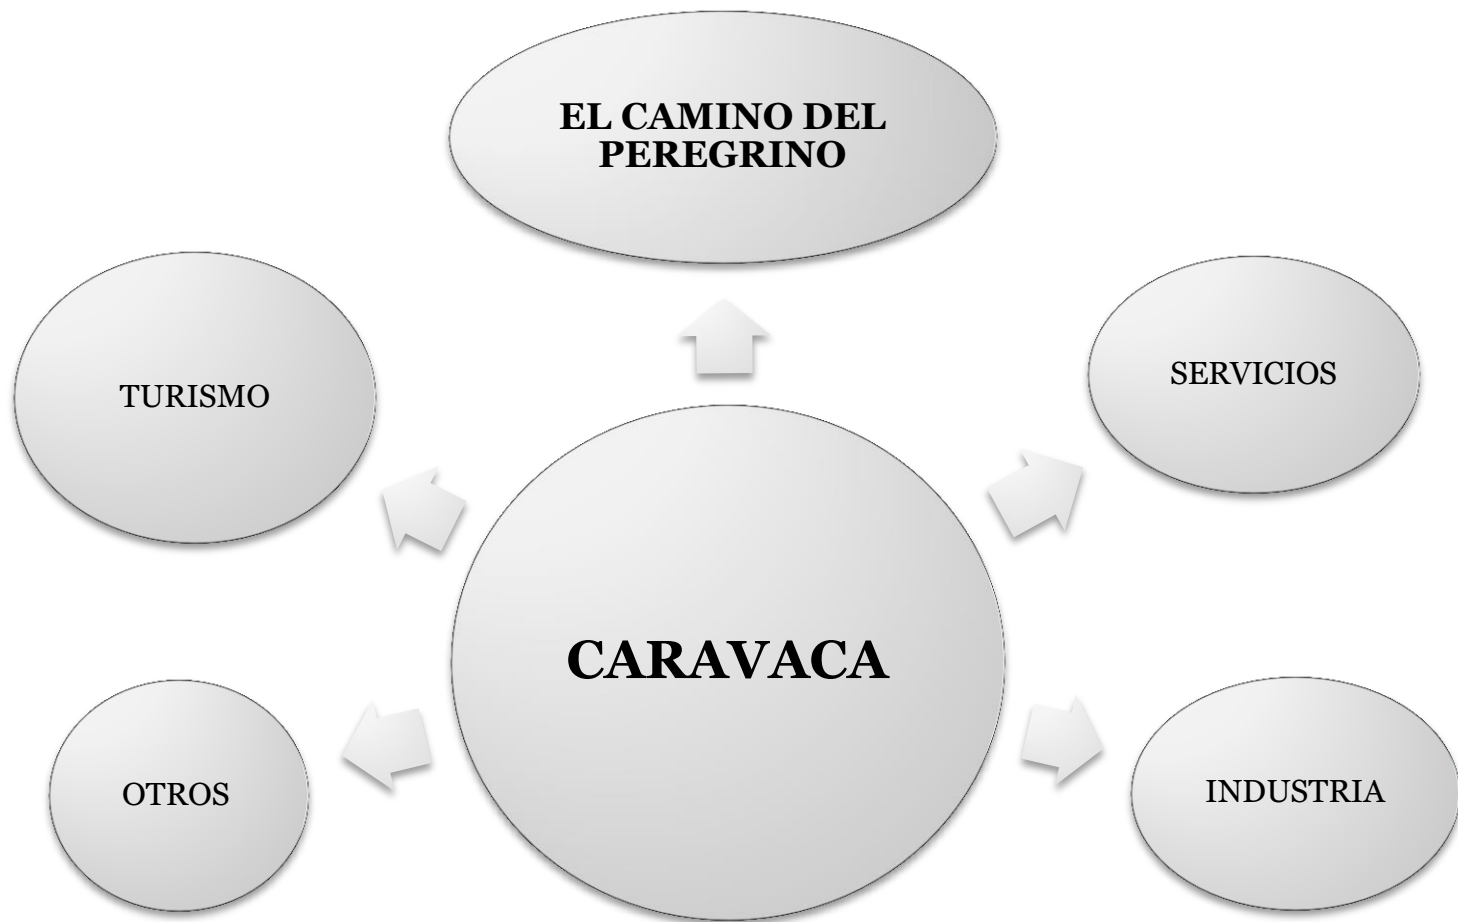 EL CAMINO DEL
PEREGRINO
TURISMO
SERVICIOS
CARAVACA
OTROS
INDUSTRIA